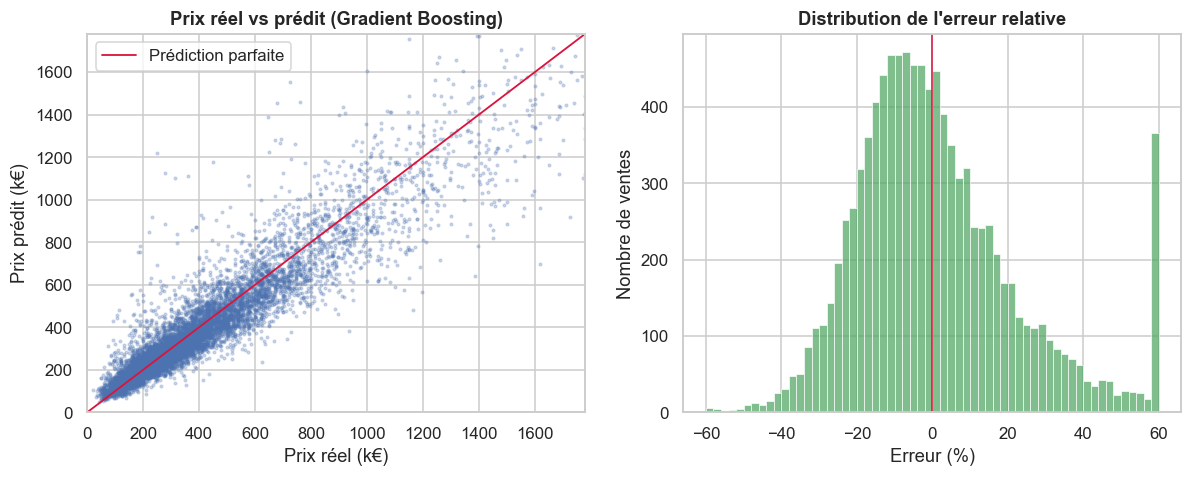 Prix réel vs prédit (Gradient Boosting)
Prédiction parfaite
1600
1400
1200
1000
800
600
400
200
0
Prix prédit (k€)
0 200 400 600 800 1000 1200 1400 1600
Prix réel (k€)
Distribution de l'erreur relative
400
300
200
100
0
Nombre de ventes
−60 −40 −20 0 20 40 60
Erreur (%)